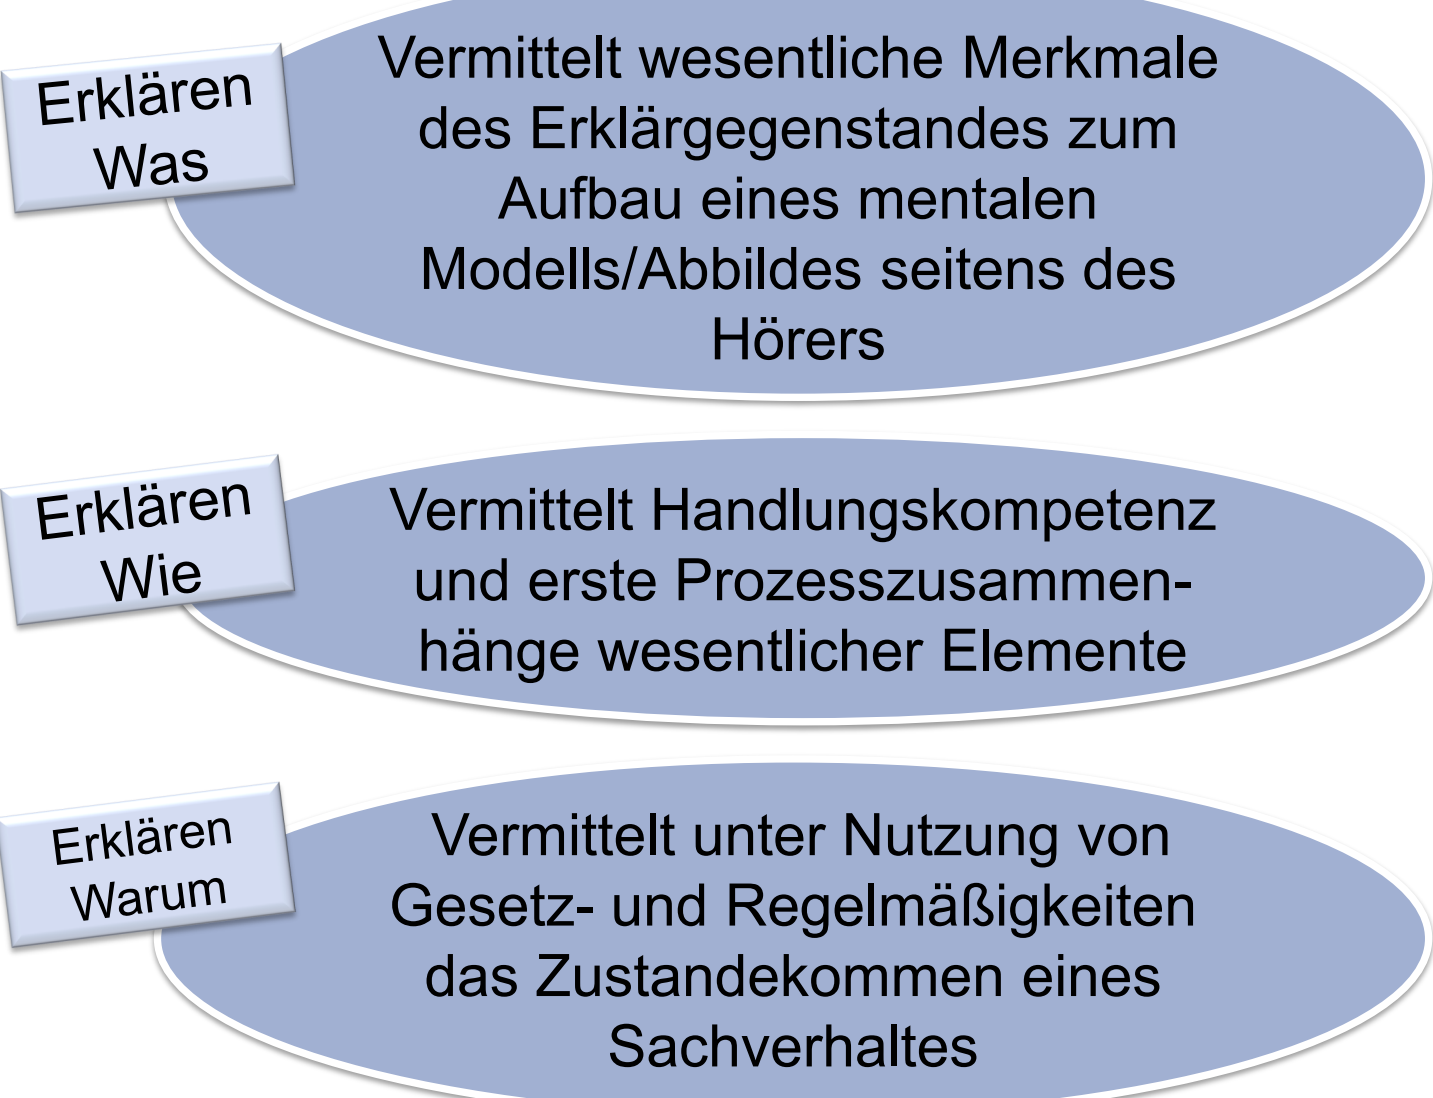 Erklären
Was
Vermittelt wesentliche Merkmale
des Erklärgegenstandes zum
Aufbau eines mentalen
Modells/Abbildes seitens des
Hörers
Erklären
Wie
Vermittelt Handlungskompetenz
und erste Prozesszusammen-
hänge wesentlicher Elemente
Erklären
Warum
Vermittelt unter Nutzung von
Gesetz- und Regelmäßigkeiten
das Zustandekommen eines
Sachverhaltes